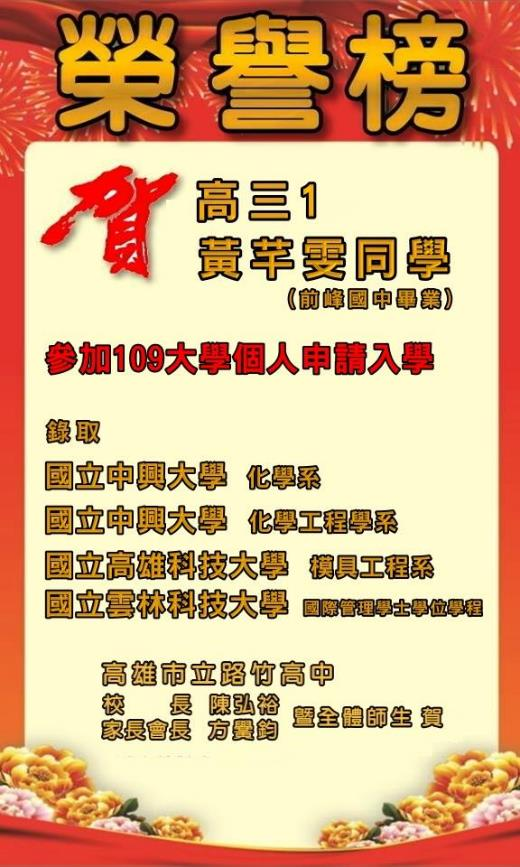 榮譽榜
賀
高三1
黃芊雯同學
(前峰國中畢業)
參加109大學個人申請入學
錄取
國立中興大學 化學系
國立中興大學 化學工程學系
國立高雄科技大學 模具工程系
國立雲林科技大學 國際管理學士學位學程
高雄市立路竹高中
校 長 陳弘裕
家長會長 方璺鈞
暨全體師生 賀